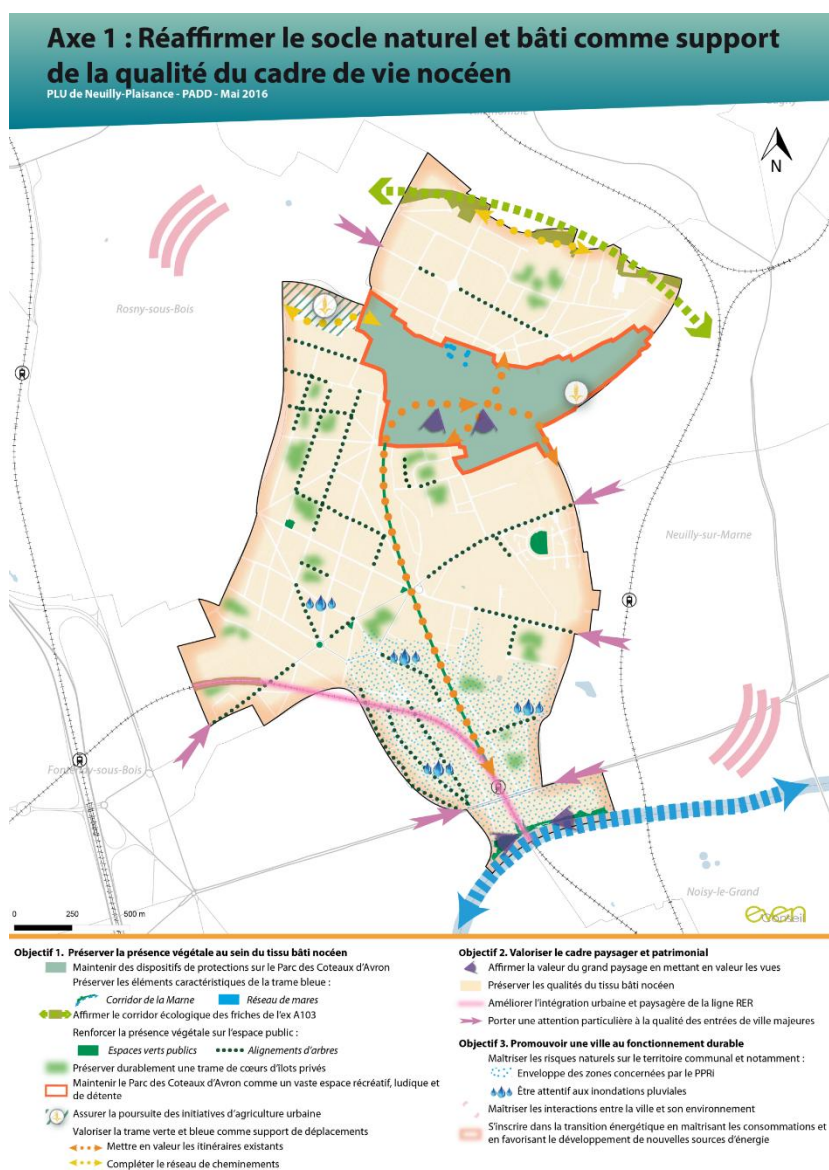 Axe 1 : Réaffirmer le socle naturel et bâti comme support
de la qualité du cadre de vie nocéen
PLU de Neuilly-Plaisance - PADD - Mai 2016
N
Rosny-sous-Bois
Neuilly-sur-Marne
Fontenay-sous-Bois
Noisy-le-Grand
0 250 500 m
even
Conseil
Objectif 1. Préserver la présence végétale au sein du tissu bâti nocéen
Maintenir des dispositifs de protections sur le Parc des Coteaux d'Avron
Préserver les éléments caractéristiques de la trame bleue :
Corridor de la Marne Réseau de mares
Affirmer le corridor écologique des friches de l'ex A103
Renforcer la présence végétale sur l'espace public :
Espaces verts publics Alignements d'arbres
Préserver durablement une trame de cœurs d'îlots privés
Maintenir le Parc des Coteaux d'Avron comme un vaste espace récréatif, ludique et
de détente
Assurer la poursuite des initiatives d'agriculture urbaine
Valoriser la trame verte et bleue comme support de déplacements
Mettre en valeur les itinéraires existants
Compléter le réseau de cheminements
Objectif 2. Valoriser le cadre paysager et patrimonial
Affirmer la valeur du grand paysage en mettant en valeur les vues
Préserver les qualités du tissu bâti nocéen
Améliorer l'intégration urbaine et paysagère de la ligne RER
Porter une attention particulière à la qualité des entrées de ville majeures
Objectif 3. Promouvoir une ville au fonctionnement durable
Maîtriser les risques naturels sur le territoire communal et notamment :
Enveloppe des zones concernées par le PPRi
Être attentif aux inondations pluviales
Maîtriser les interactions entre la ville et son environnement
S'inscrire dans la transition énergétique en maîtrisant les consommations et
en favorisant le développement de nouvelles sources d'énergie